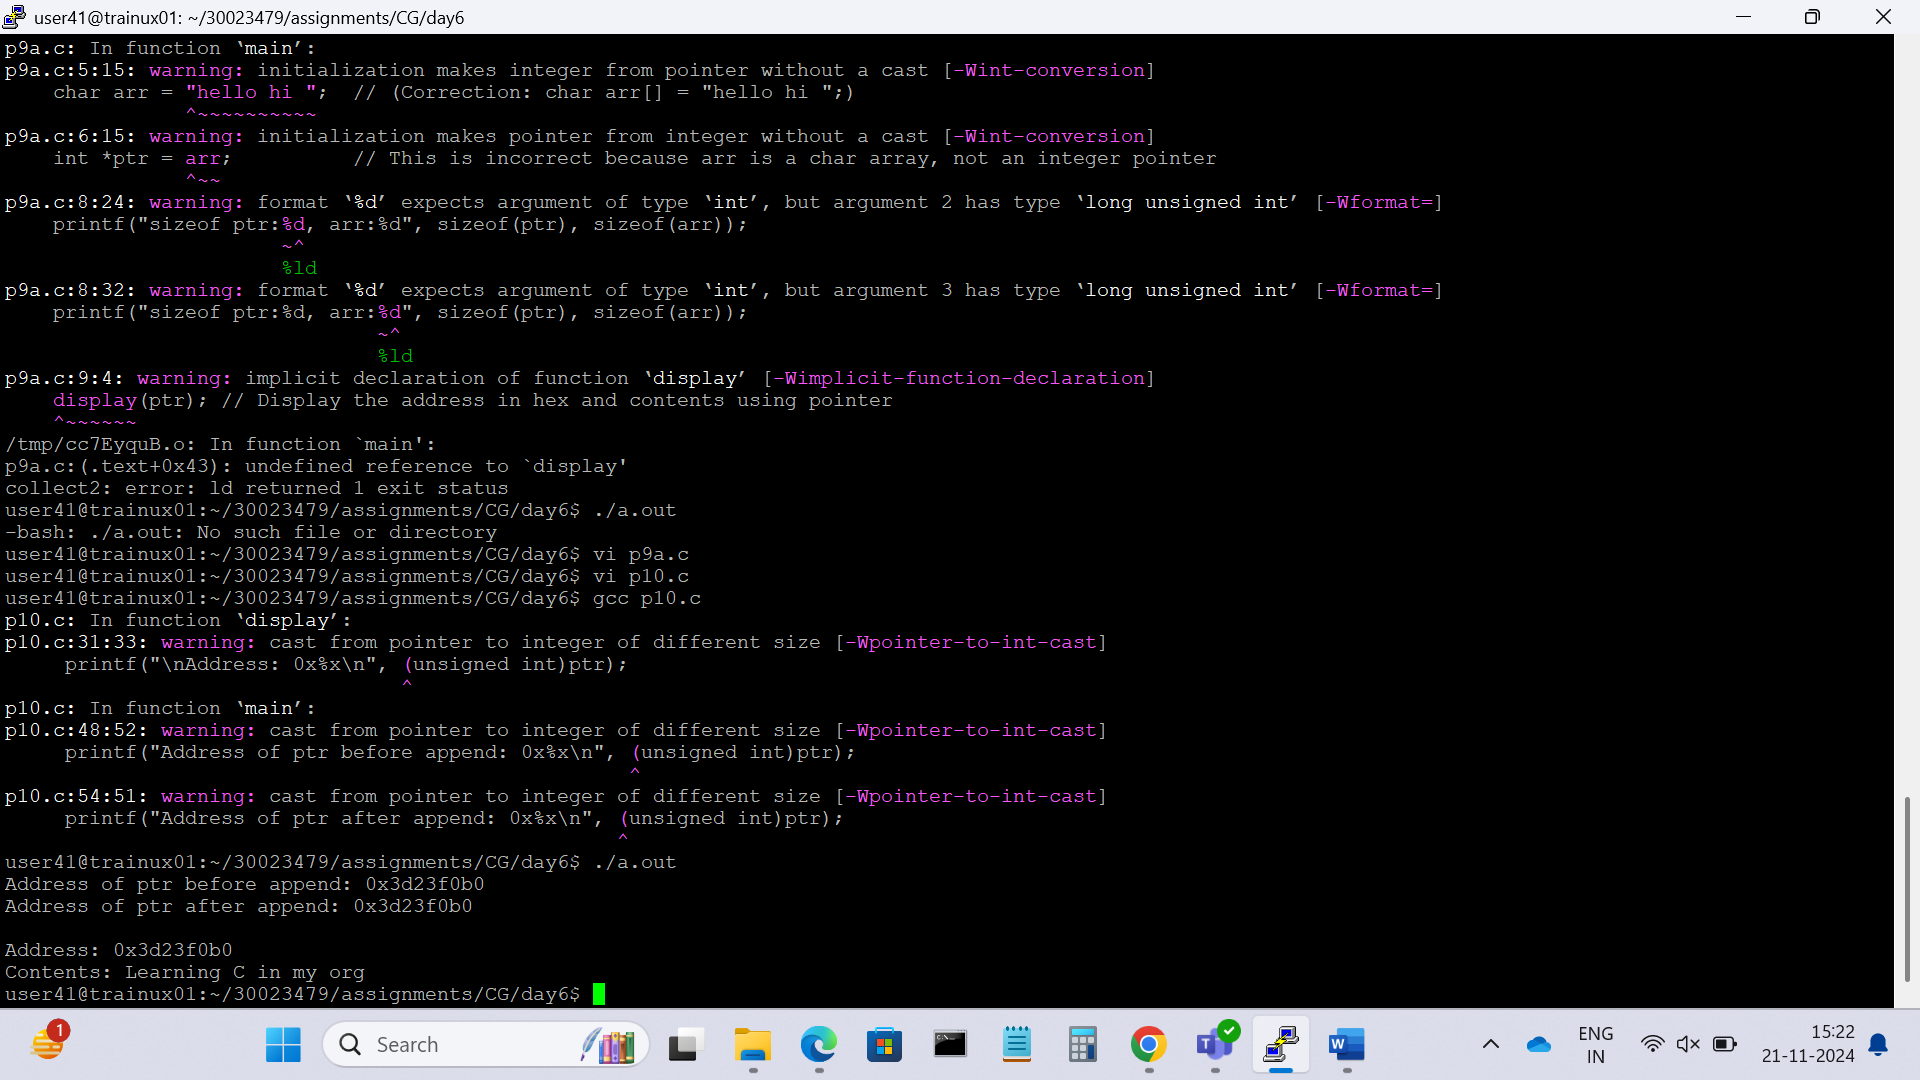 user41@trainux01: ~/30023479/assignments/CG/day6
p9a.c: In function ‘main’:
p9a.c:5:15: warning: initialization makes integer from pointer without a cast [-Wint-conversion]
    char arr = "hello hi ";  // (Correction: char arr[] = "hello hi ";)
               ^~~~~~~~~~~
p9a.c:6:15: warning: initialization makes pointer from integer without a cast [-Wint-conversion]
    int *ptr = arr;          // This is incorrect because arr is a char array, not an integer pointer
               ^~~
p9a.c:8:24: warning: format ‘%d’ expects argument of type ‘int’, but argument 2 has type ‘long unsigned int’ [-Wformat=]
    printf("sizeof ptr:%d, arr:%d", sizeof(ptr), sizeof(arr));
                       ~^
                       %ld
p9a.c:8:32: warning: format ‘%d’ expects argument of type ‘int’, but argument 3 has type ‘long unsigned int’ [-Wformat=]
    printf("sizeof ptr:%d, arr:%d", sizeof(ptr), sizeof(arr));
                               ~^
                               %ld
p9a.c:9:4: warning: implicit declaration of function ‘display’ [-Wimplicit-function-declaration]
    display(ptr); // Display the address in hex and contents using pointer
    ^~~~~~~
/tmp/cc7EyquB.o: In function `main':
p9a.c:(.text+0x43): undefined reference to `display'
collect2: error: ld returned 1 exit status
user41@trainux01:~/30023479/assignments/CG/day6$ ./a.out
-bash: ./a.out: No such file or directory
user41@trainux01:~/30023479/assignments/CG/day6$ vi p9a.c
user41@trainux01:~/30023479/assignments/CG/day6$ vi p10.c
user41@trainux01:~/30023479/assignments/CG/day6$ gcc p10.c
p10.c: In function ‘display’:
p10.c:31:33: warning: cast from pointer to integer of different size [-Wpointer-to-int-cast]
     printf("\nAddress: 0x%x\n", (unsigned int)ptr);
                                 ^
p10.c: In function ‘main’:
p10.c:48:52: warning: cast from pointer to integer of different size [-Wpointer-to-int-cast]
     printf("Address of ptr before append: 0x%x\n", (unsigned int)ptr);
                                                    ^
p10.c:54:51: warning: cast from pointer to integer of different size [-Wpointer-to-int-cast]
     printf("Address of ptr after append: 0x%x\n", (unsigned int)ptr);
                                                   ^
user41@trainux01:~/30023479/assignments/CG/day6$ ./a.out
Address of ptr before append: 0x3d23f0b0
Address of ptr after append: 0x3d23f0b0

Address: 0x3d23f0b0
Contents: Learning C in my org
user41@trainux01:~/30023479/assignments/CG/day6$
1
Search
ENG
IN
15:22
21-11-2024